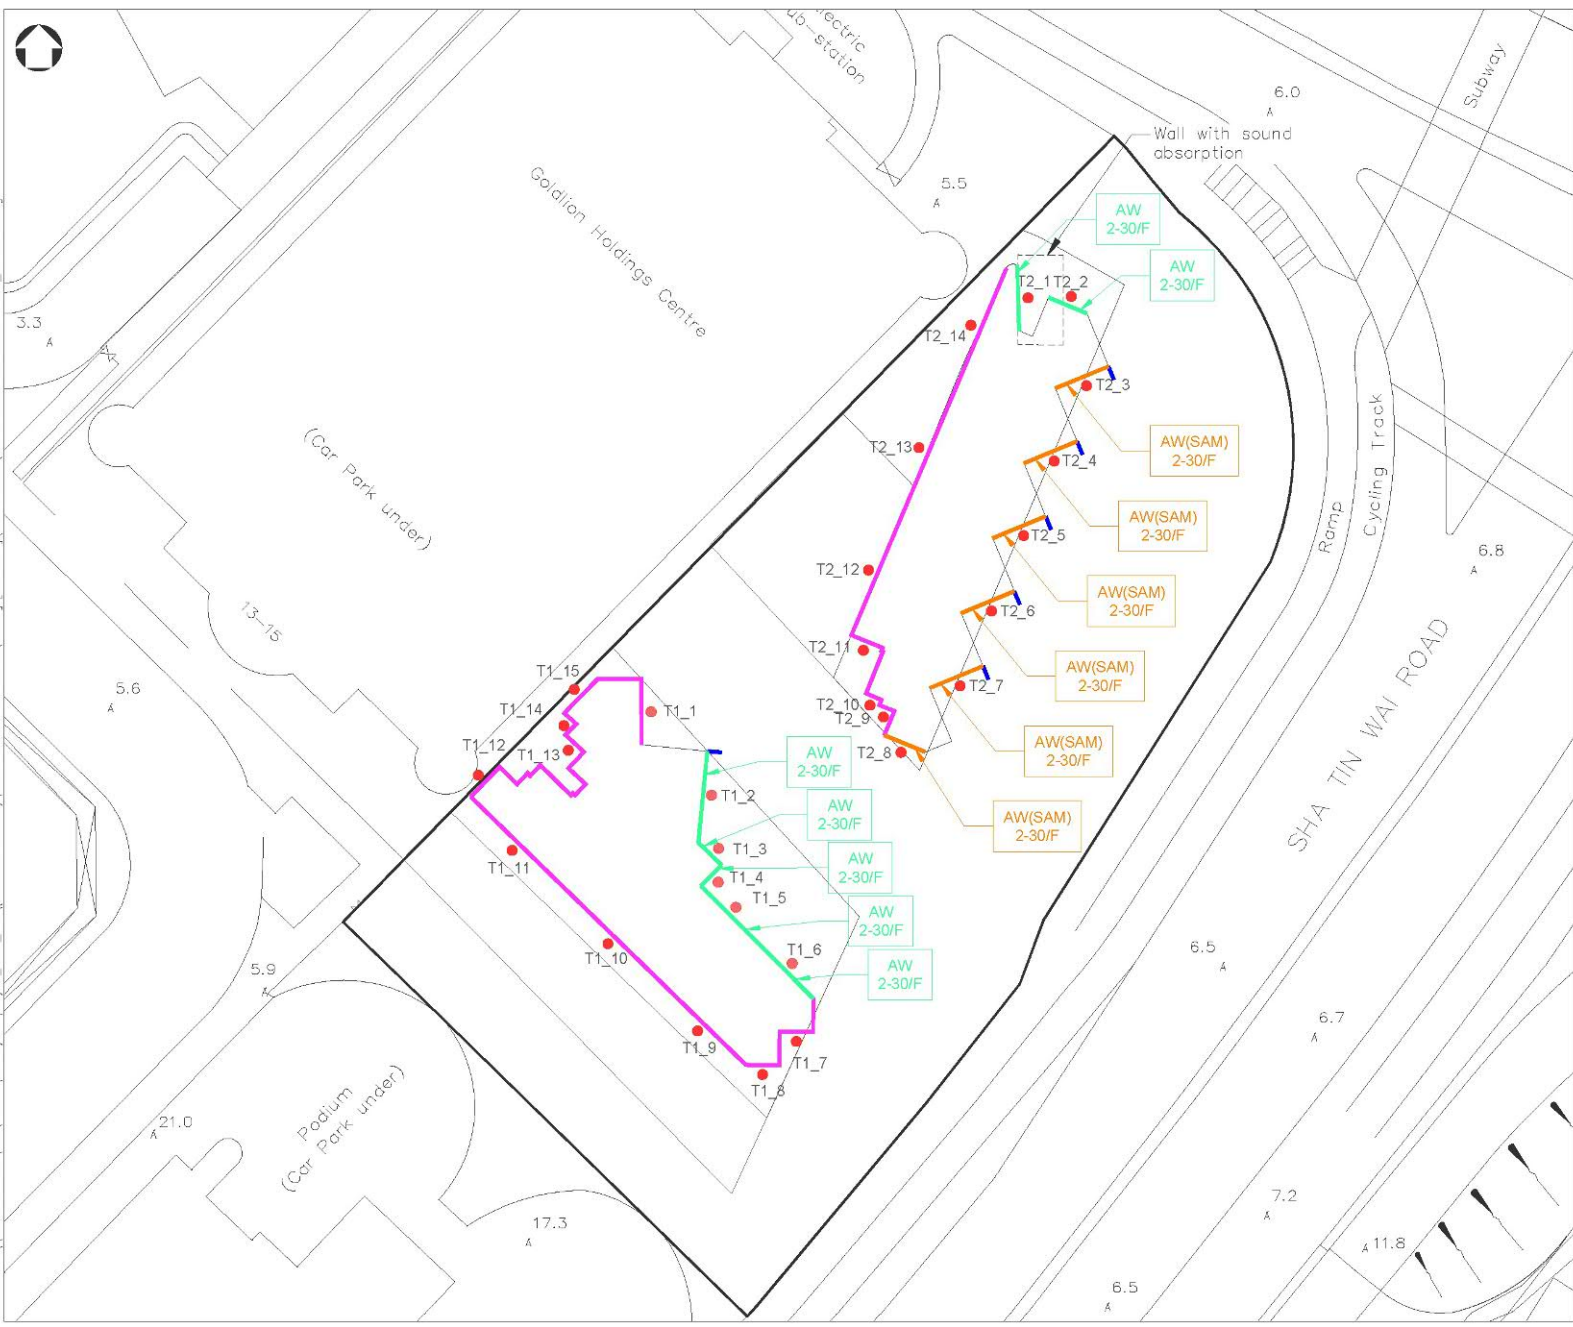 Electric
Sub-station
Subway
6.0
Wall with sound
absorption
5.5
Goldlion Holdings
Centre
AW
2-30/F
AW
2-30/F
T2_1
T2_2
3.3
T2_14
T2_3
AW(SAM)
2-30/F
(Car Park under)
T2_13
T2_4
Cycling Track
Ramp
AW(SAM)
2-30/F
T2_5
6.8
T2_12
AW(SAM)
2-30/F
T2_6
13-15
T2_11
AW(SAM)
2-30/F
T2_7
5.6
T1_15
T2_10
T2_9
T1_14
T1_1
AW(SAM)
2-30/F
T2_8
T1_13
T1_12
AW
2-30/F
T1_2
SHA TIN WAI ROAD
AW
2-30/F
AW(SAM)
2-30/F
T1_3
T1_11
AW
2-30/F
T1_4
T1_5
AW
2-30/F
T1_10
T1_6
AW
2-30/F
6.5
5.9
6.7
T1_9
T1_7
T1_8
21.0
Podium
(Car Park under)
17.3
7.2
11.8
6.5